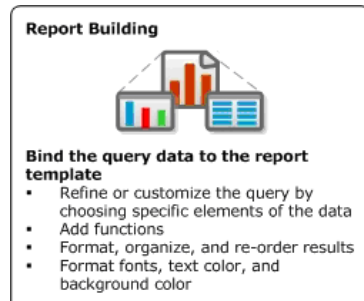 Report Building
Bind the query data to the report
template
▪ Refine or customize the query by
choosing specific elements of the data
▪ Add functions
▪ Format, organize, and re-order results
▪ Format fonts, text color, and
background color